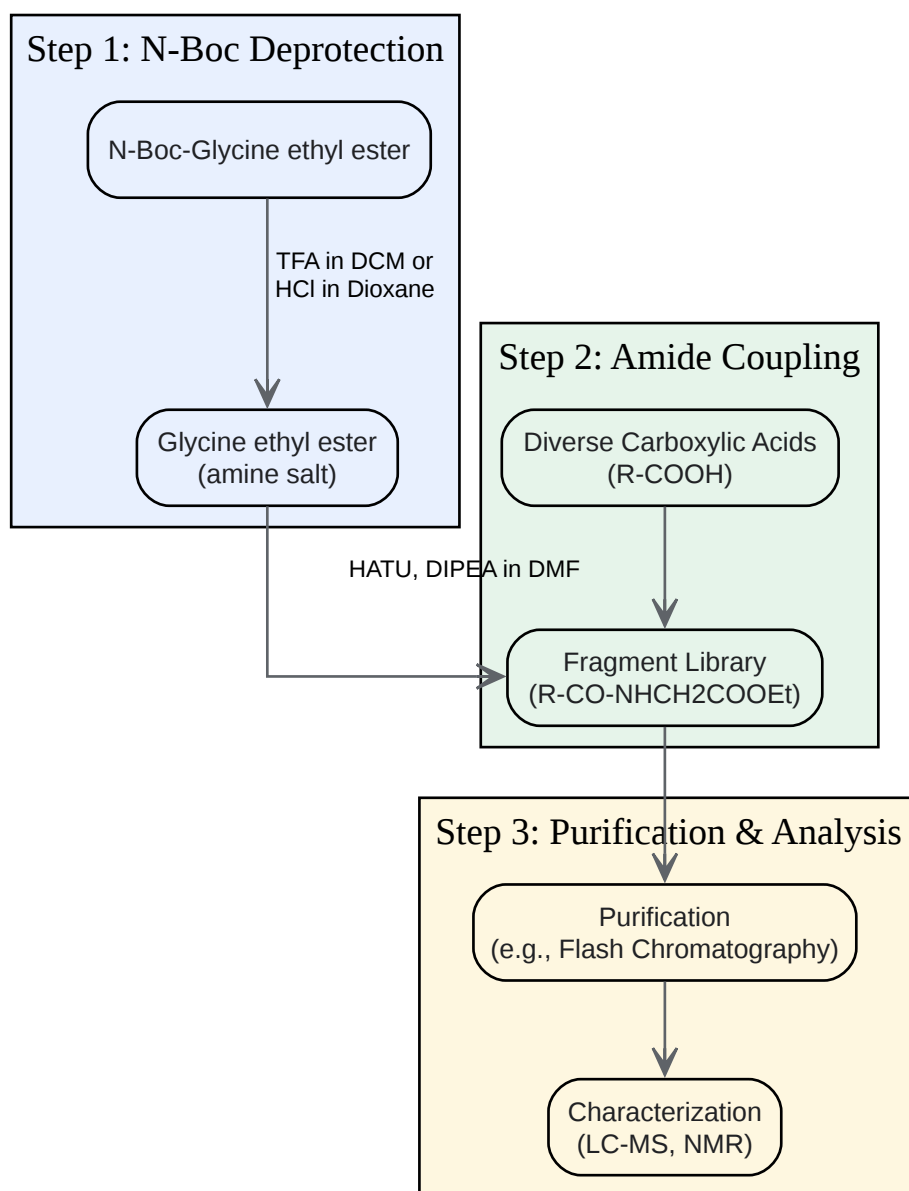 Step 1: N-Boc Deprotection
N-Boc-Glycine ethyl ester
TFA in DCM or
HCl in Dioxane
Glycine ethyl ester
(amine salt)
Step 2: Amide Coupling
Diverse Carboxylic Acids
(R-COOH)
HATU, DIPEA in DMF
Fragment Library
(R-CO-NHCH2COOEt)
Step 3: Purification & Analysis
Purification
(e.g., Flash Chromatography)
Characterization
(LC-MS, NMR)